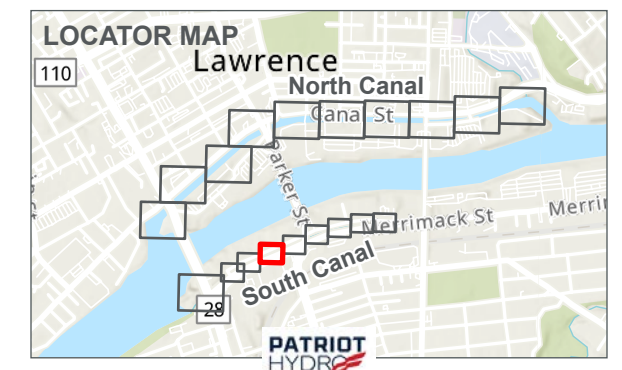 LOCATOR MAP
110
Lawrence
North Canal
Canal St
Parker St
Merrimack St
Merri
South Canal
28
PATRIOT
HYDRO